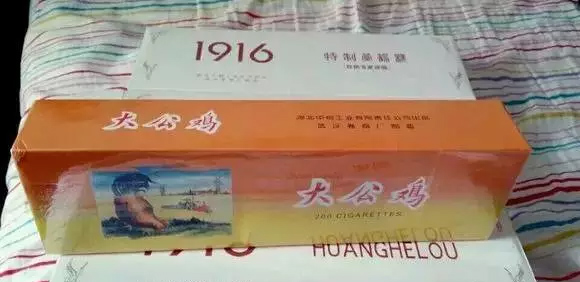 1916
特制黄鹤楼
大公鸡
湖北中烟工业有限责任公司出品
武汉卷烟厂制造
大公鸡
200 CIGARETTES
1916
HOANGHELOU